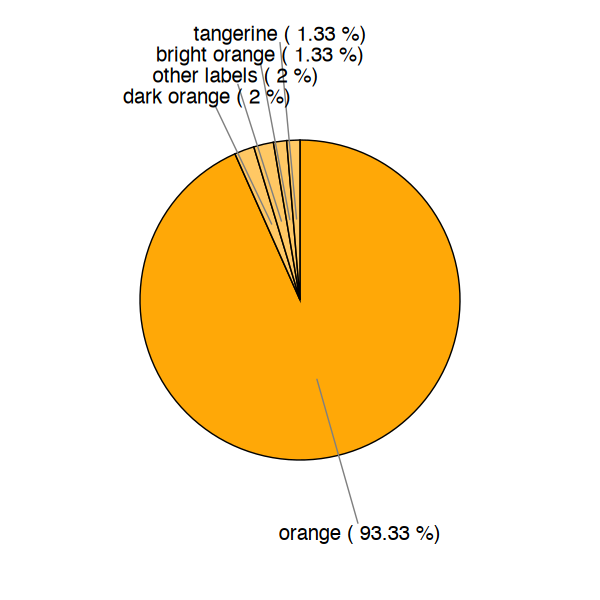 tangerine ( 1.33 %)
bright orange ( 1.33 %)
other labels ( 2 %)
dark orange ( 2 %)
orange ( 93.33 %)